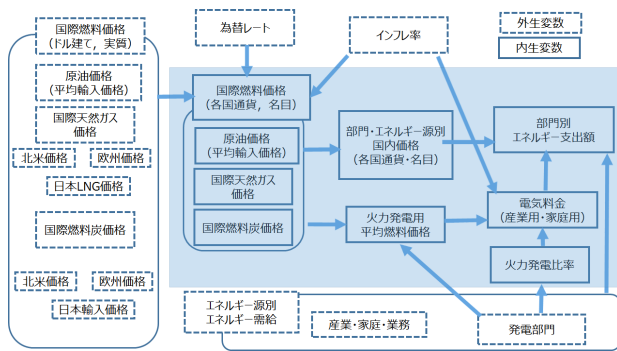 国際燃料価格
（ドル建て，実質）
原油価格
（平均輸入価格）
国際天然ガス
価格
北米価格
欧州価格
日本LNG価格
国際燃料炭価格
北米価格
欧州価格
日本輸入価格
為替レート
インフレ率
外生変数
内生変数
国際燃料価格
（各国通貨，名目）
原油価格
（平均輸入価格）
国際天然ガス
価格
国際燃料炭価格
部門・エネルギー源別
国内価格
（各国通貨・名目）
部門別
エネルギー支出額
火力発電用
平均燃料価格
電気料金
（産業用・家庭用）
火力発電比率
エネルギー源別
エネルギー需給
産業・家庭・業務
発電部門